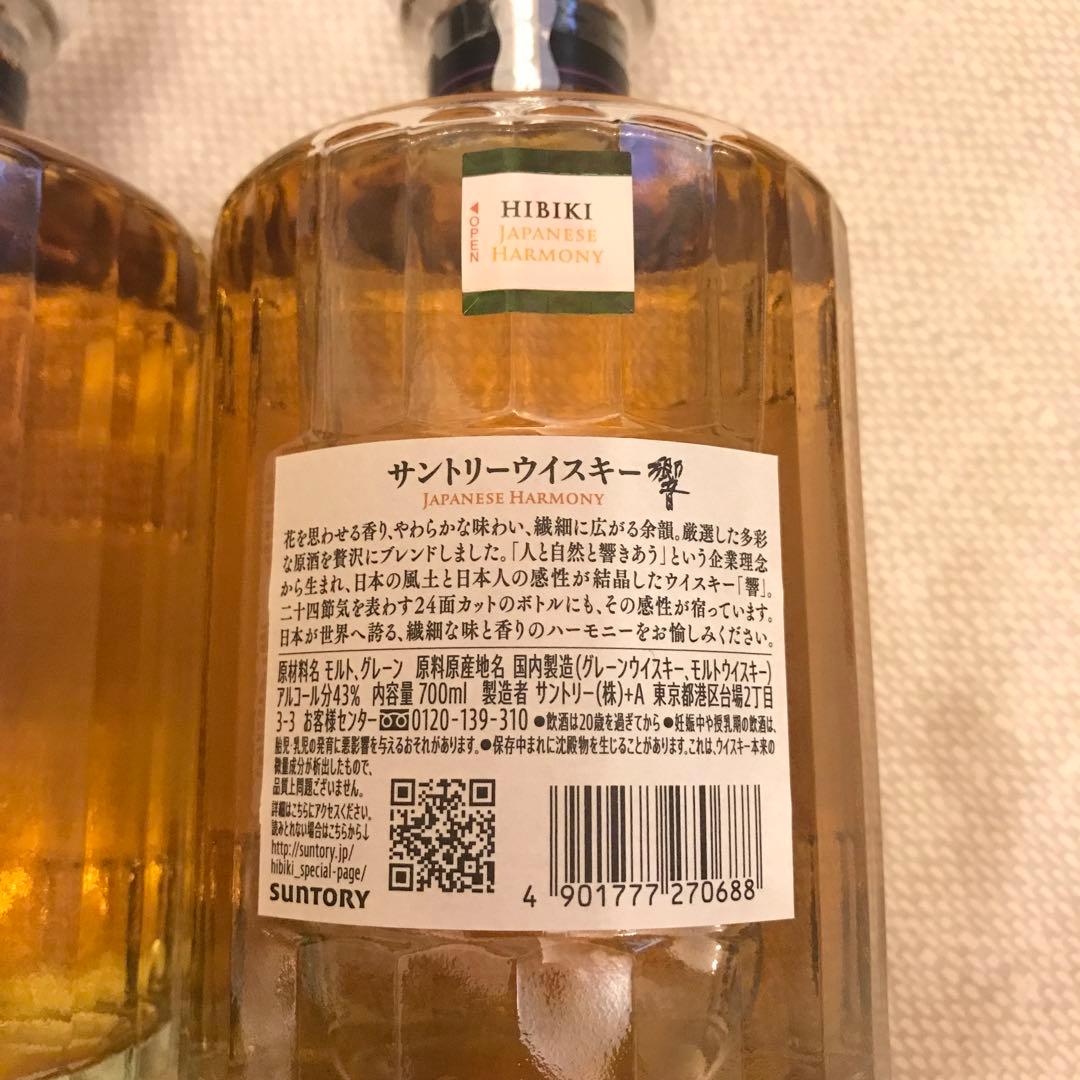 OPEN
HIBIKI
JAPANESE
HARMONY
サントリーウイスキー響
JAPANESE HARMONY
花を思わせる香り、やわらかな味わい、繊細に広がる余韻。厳選した多彩
な原酒を贅沢にブレンドしました。「人と自然と響きあう」という企業理念
から生まれ、日本の風土と日本人の感性が結晶したウイスキー「響」。
二十四節気を表わす24面カットのボトルにも、その感性が宿っています。
日本が世界へ誇る、繊細な味と香りのハーモニーをお愉しみください。
原材料名 モルト、グレーン 原料原産地名 国内製造(グレーンウイスキー、モルトウイスキー)
アルコール分43% 内容量700ml 製造者 サントリー(株)+A 東京都港区台場2丁目
3-3 お客様センター 0120-139-310 ●飲酒は20歳を過ぎてから ●妊娠中や授乳期の飲酒は、
胎児・乳児の発育に悪影響を与えるおそれがあります。●保存中まれに沈殿物を生じることがあります。これは、ウイスキー本来の
微量成分が析出したもので、
品質上問題ございません。
詳細はこちらにアクセスください。
読みとれない場合はこちらから↓
http://suntory.jp/
hibiki_special-page/
SUNTORY
4 901777 270688